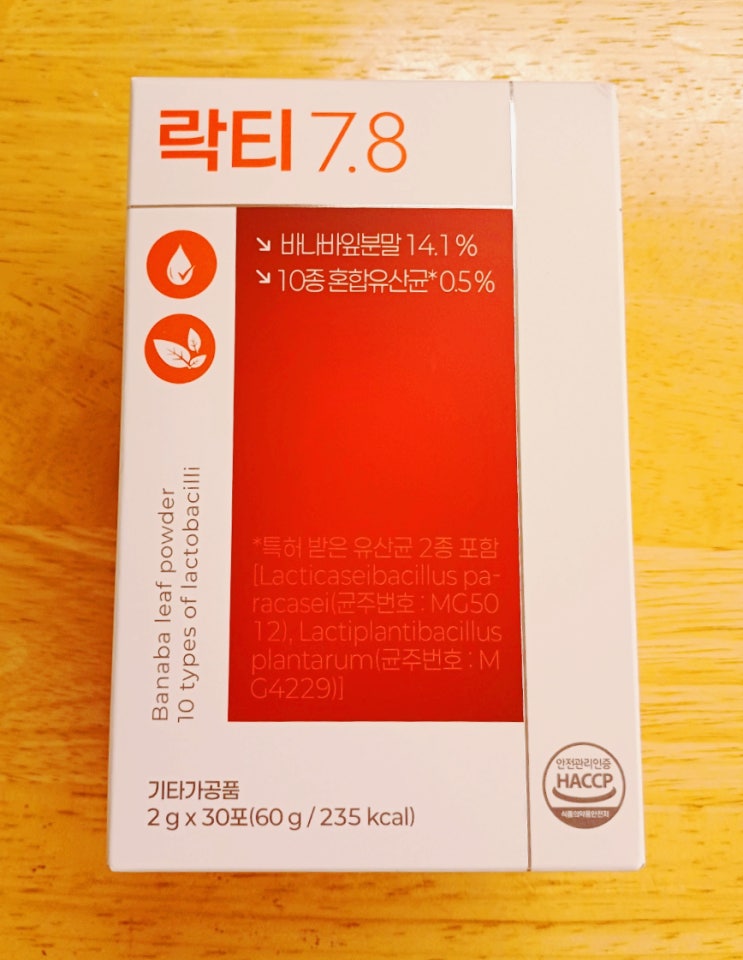 락티 7.8
↘ 바나바잎분말 14.1 %
↘ 10종 혼합유산균* 0.5 %
*특허 받은 유산균 2종 포함
[Lacticaseibacillus pa-
racasei(균주번호 : MG50
12), Lactiplantibacillus
plantarum(균주번호 : M
G4229)]
Banaba leaf powder
10 types of lactobacilli
기타가공품
2 g x 30포(60 g / 235 kcal)
안전관리인증
HACCP
식품의약품안전처